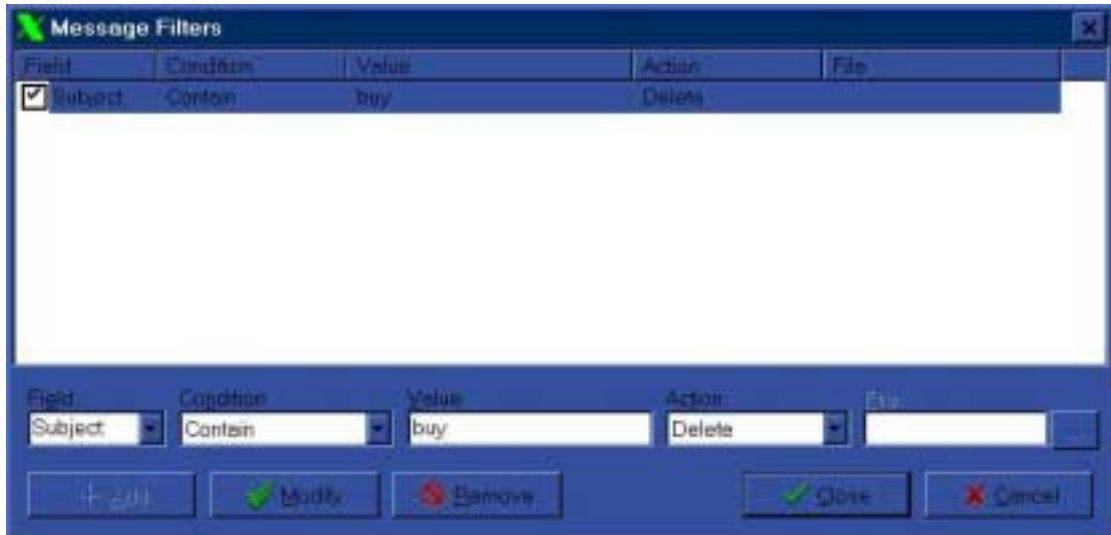 Message Filters
Field Condition Value Action File
Subject Contain buy Delete
Field: Condition: Value: Action: File:
Subject Contain buy Delete
Add Modify Remove Close Cancel